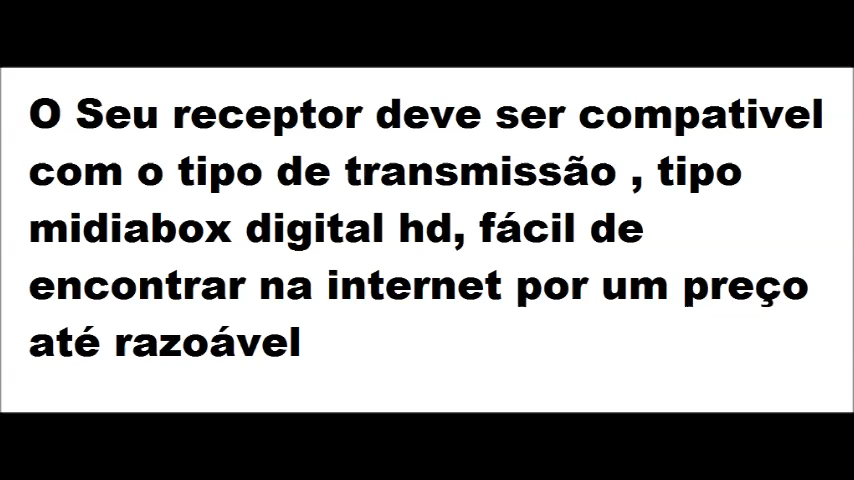 O Seu receptor deve ser compativel
com o tipo de transmissão , tipo
midiabox digital hd, fácil de
encontrar na internet por um preço
até razoável